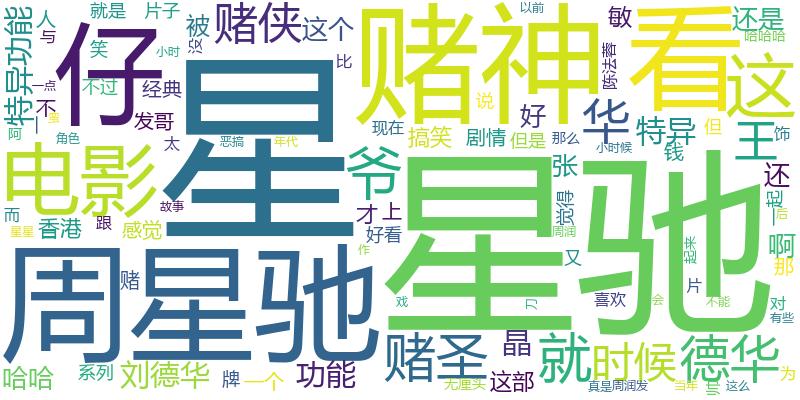 人 就是 片子 被 赌侠 这个 以前 敏 还是
与 笑 没 哈哈哈
特异功能 仔 小时 星 比 赌神 看 陈法蓉 这
一 不 不过 经典 一点 说 好 华 但
阿 蛮 发哥 现在 搞笑 剧情 但是 那么 特异 王 饰
角色 太 恶搞 年代 小时候 钱
电影 爷 星驰 张 还
而 故事 才 上 觉得 一起 后
星星 香港 跟 感觉 好看 周润 又 起来 啊
周星驰 赌 作 那
戏 刀 喜欢 片 会 不能 对
有些
赌圣 晶 就 时候 德华
哈哈 系列 刘德华 牌 一个 功能 无厘头 这部 真是 周润发 当年 这么 为